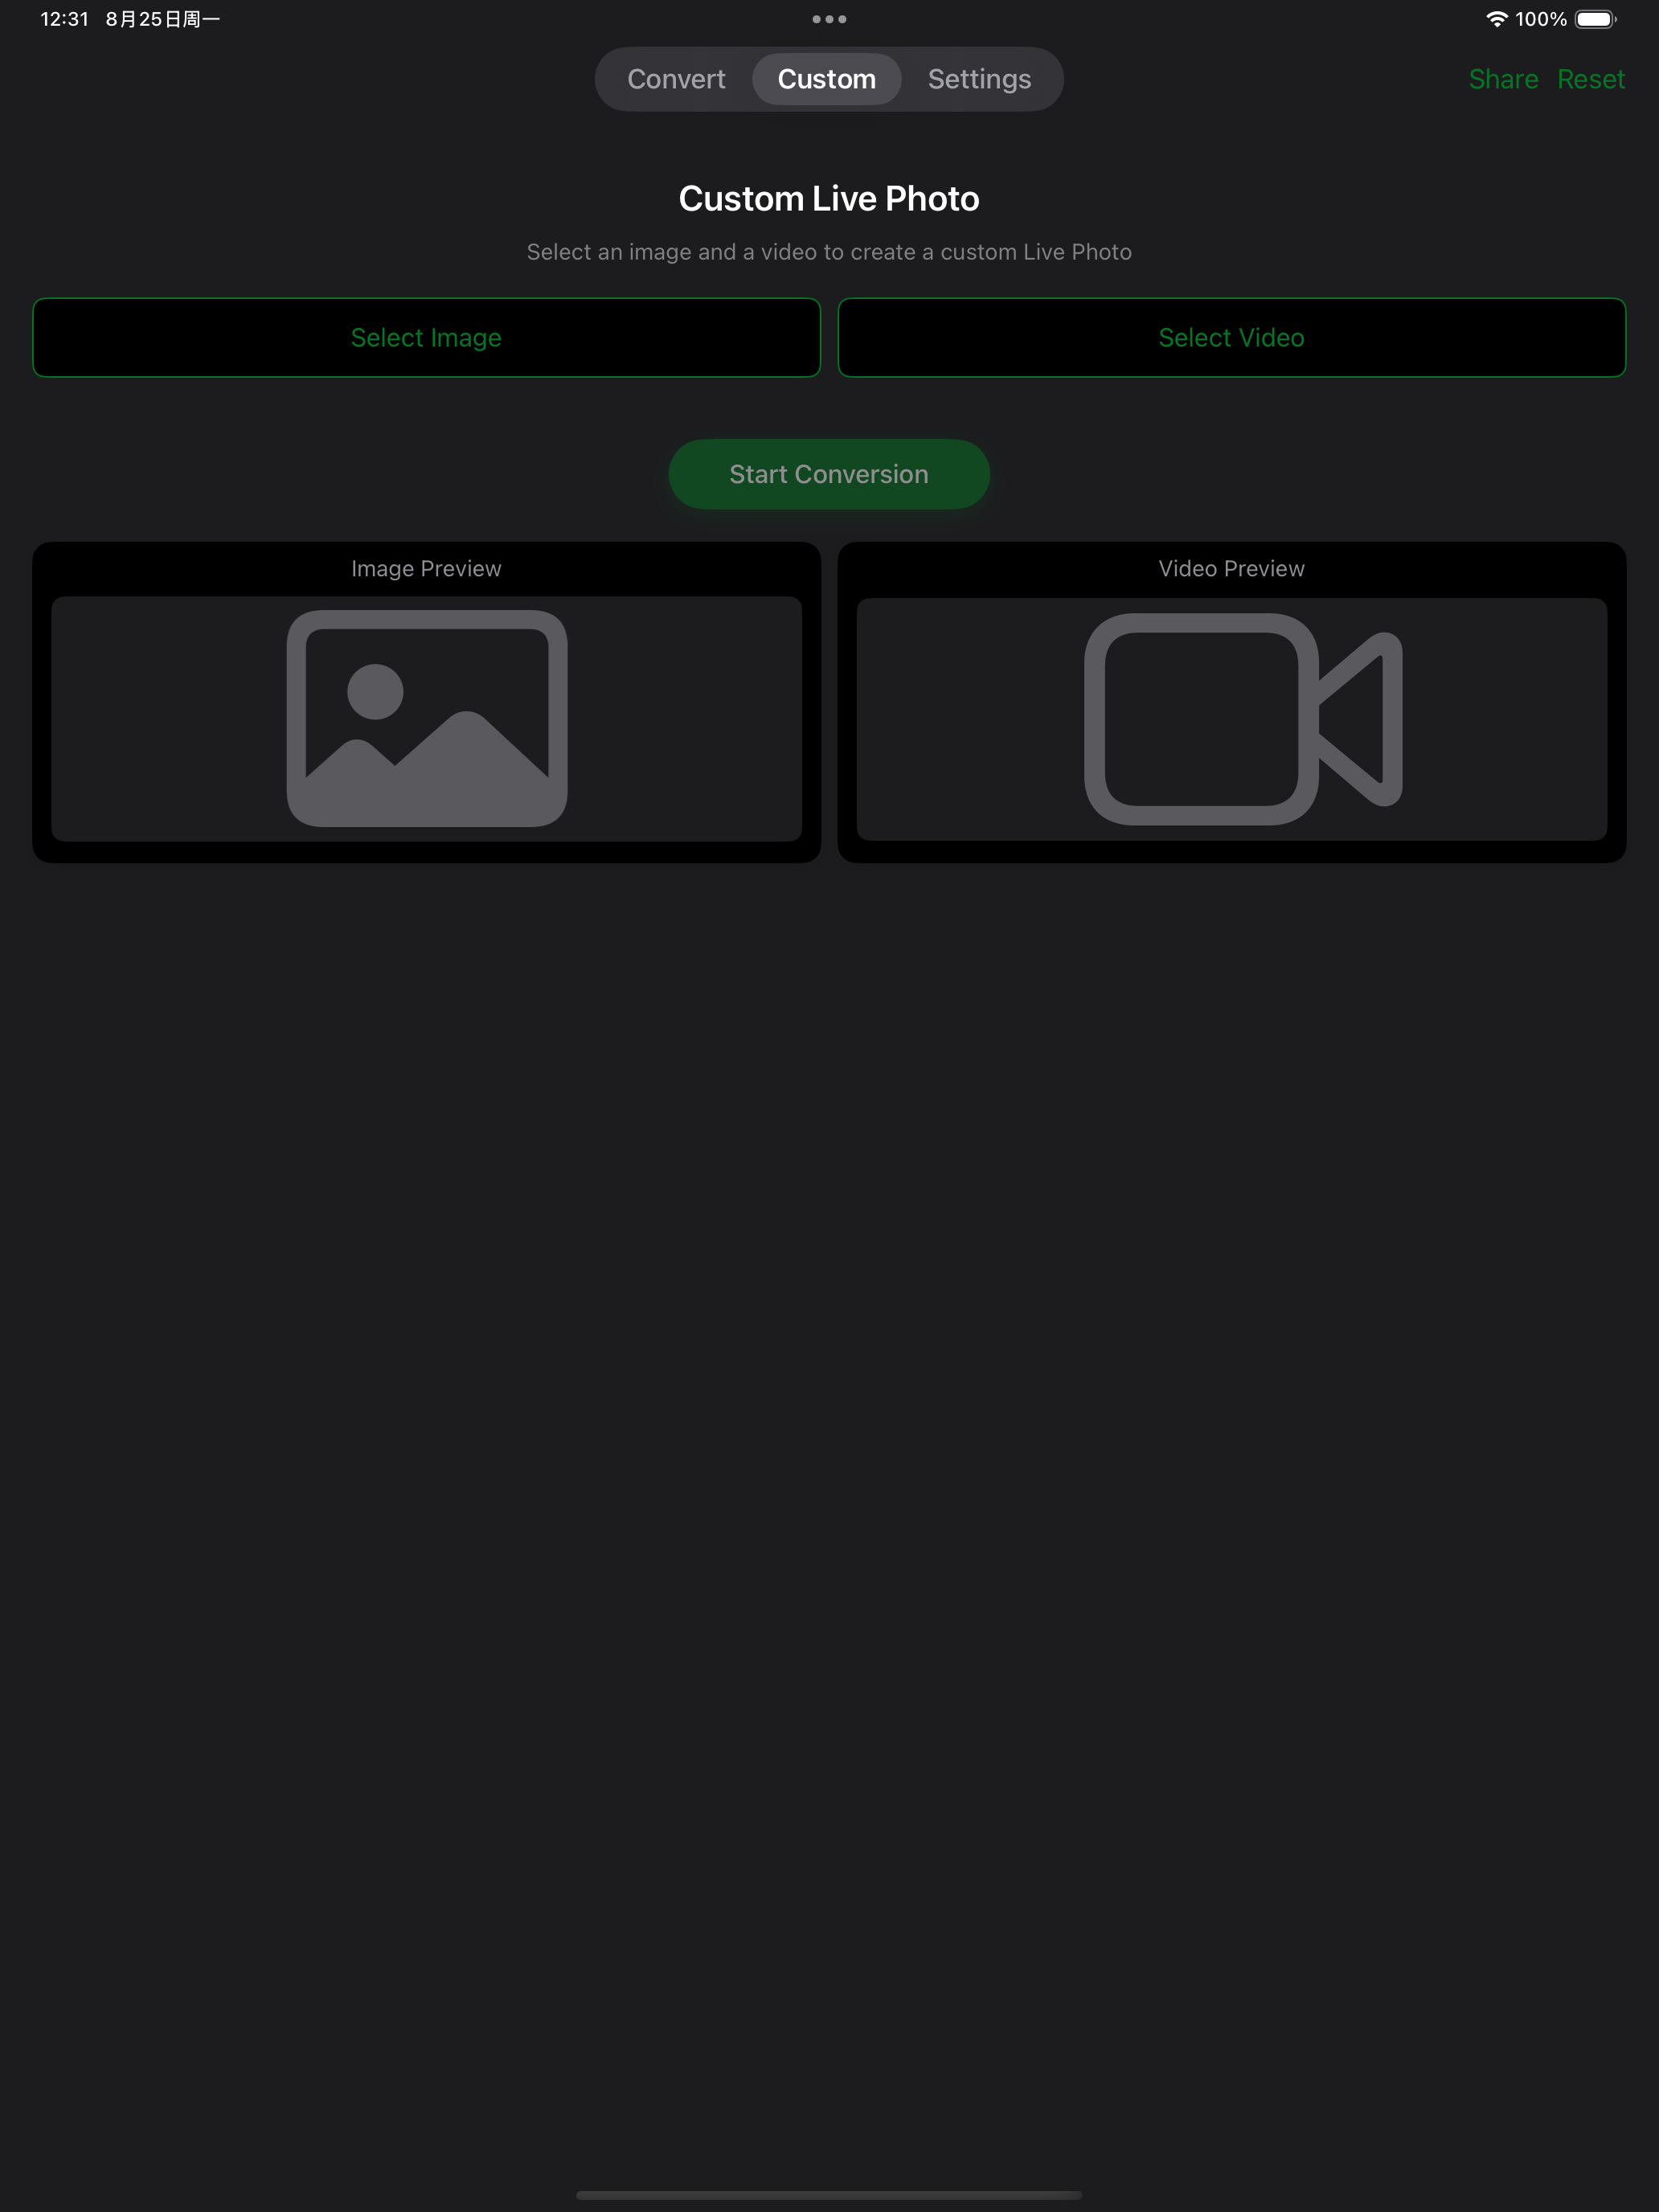 12:31 8月25日周一
100%
Convert Custom Settings
Share Reset
Custom Live Photo
Select an image and a video to create a custom Live Photo
Select Image
Select Video
Start Conversion
Image Preview
Video Preview